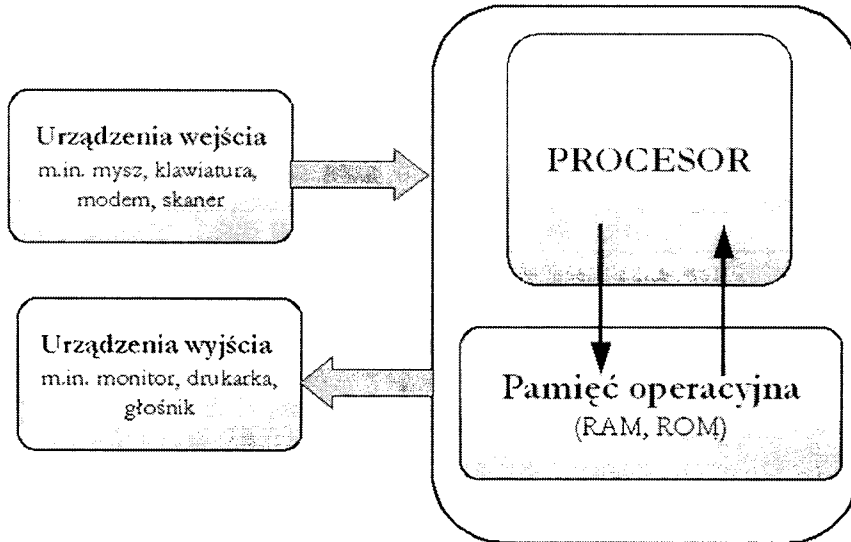 Urządzenia wejścia
m.in. mysz, klawiatura,
modem, skaner
PROCESOR
Urządzenia wyjścia
m.in. monitor, drukarka,
głośnik
Pamięć operacyjna
(RAM, ROM)